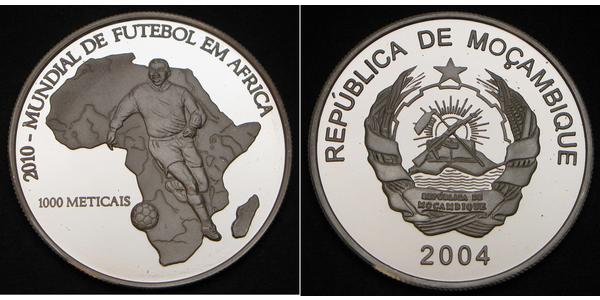 2010 - MUNDIAL DE FUTEBOL EM AFRICA
1000 METICAIS
REPÚBLICA DE MOÇAMBIQUE
REPÚBLICA DE
MOÇAMBIQUE
2004